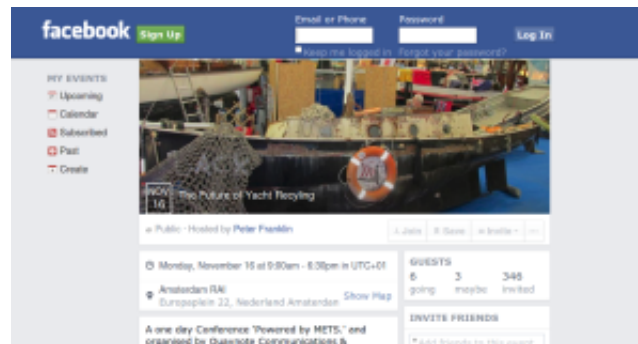 facebook
Sign Up
Email or Phone
Password
Log In
Keep me logged in
Forgot your password?
MY EVENTS
Upcoming
Calendar
Subscribed
Past
Create
NOV
16
The Future of Yacht Recyling
Public · Hosted by Peter Franklin
Join
Save
Invite
Monday, November 16 at 9:00am - 6:30pm in UTC+01
Amsterdam RAI
Europaplein 22, Nederland Amsterdam
Show Map
GUESTS
6
going
3
maybe
346
invited
A one day Conference 'Powered by METS.' and
organised by Quaynote Communications &
INVITE FRIENDS
Add friends to this event